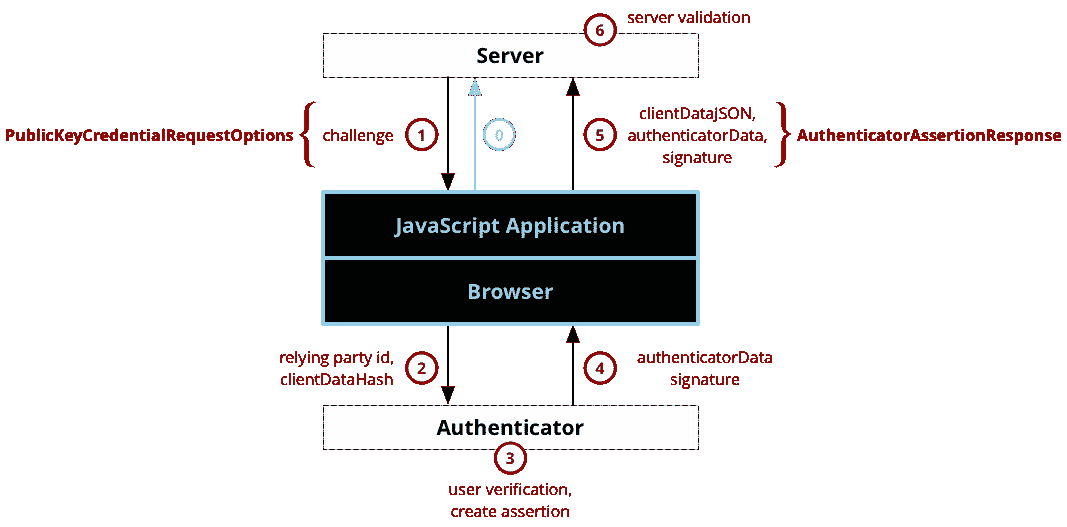 6
server validation
Server
PublicKeyCredentialRequestOptions
challenge
1
0
5
clientDatajSON,
authenticatorData,
signature
AuthenticatorAssertionResponse
JavaScript Application
Browser
relying party id,
clientDataHash
2
4
authenticatorData
signature
Authenticator
3
user verification,
create assertion